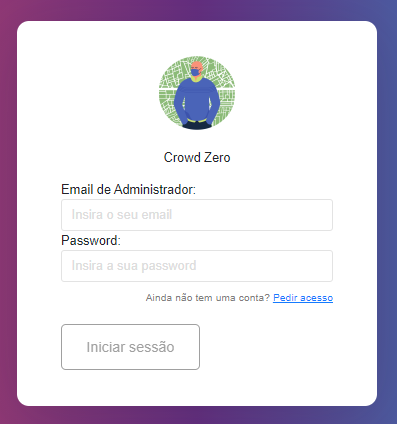 Crowd Zero
Email de Administrador:
Insira o seu email
Password:
Insira a sua password
Ainda não tem uma conta? Pedir acesso
Iniciar sessão